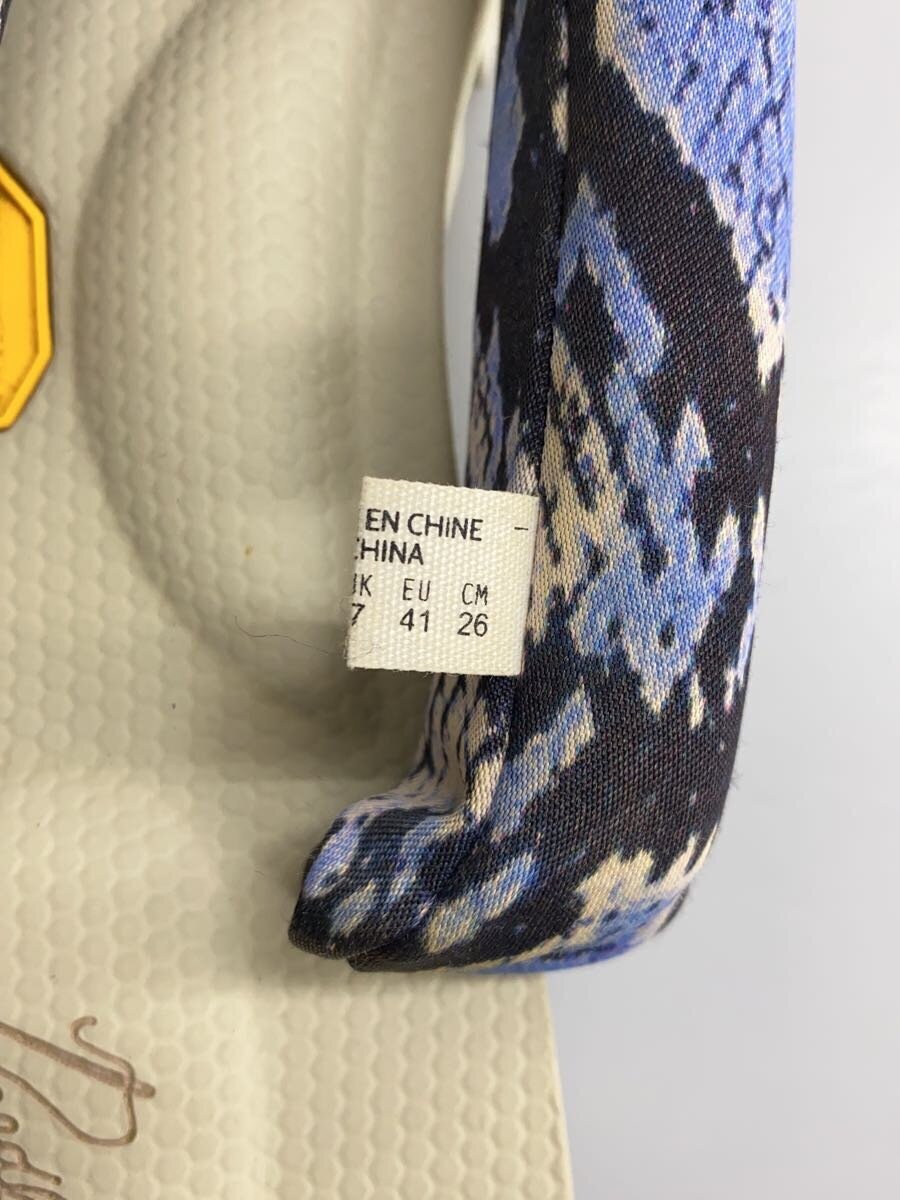 EN CHINE
CHINA
UK EU CM
7 41 26